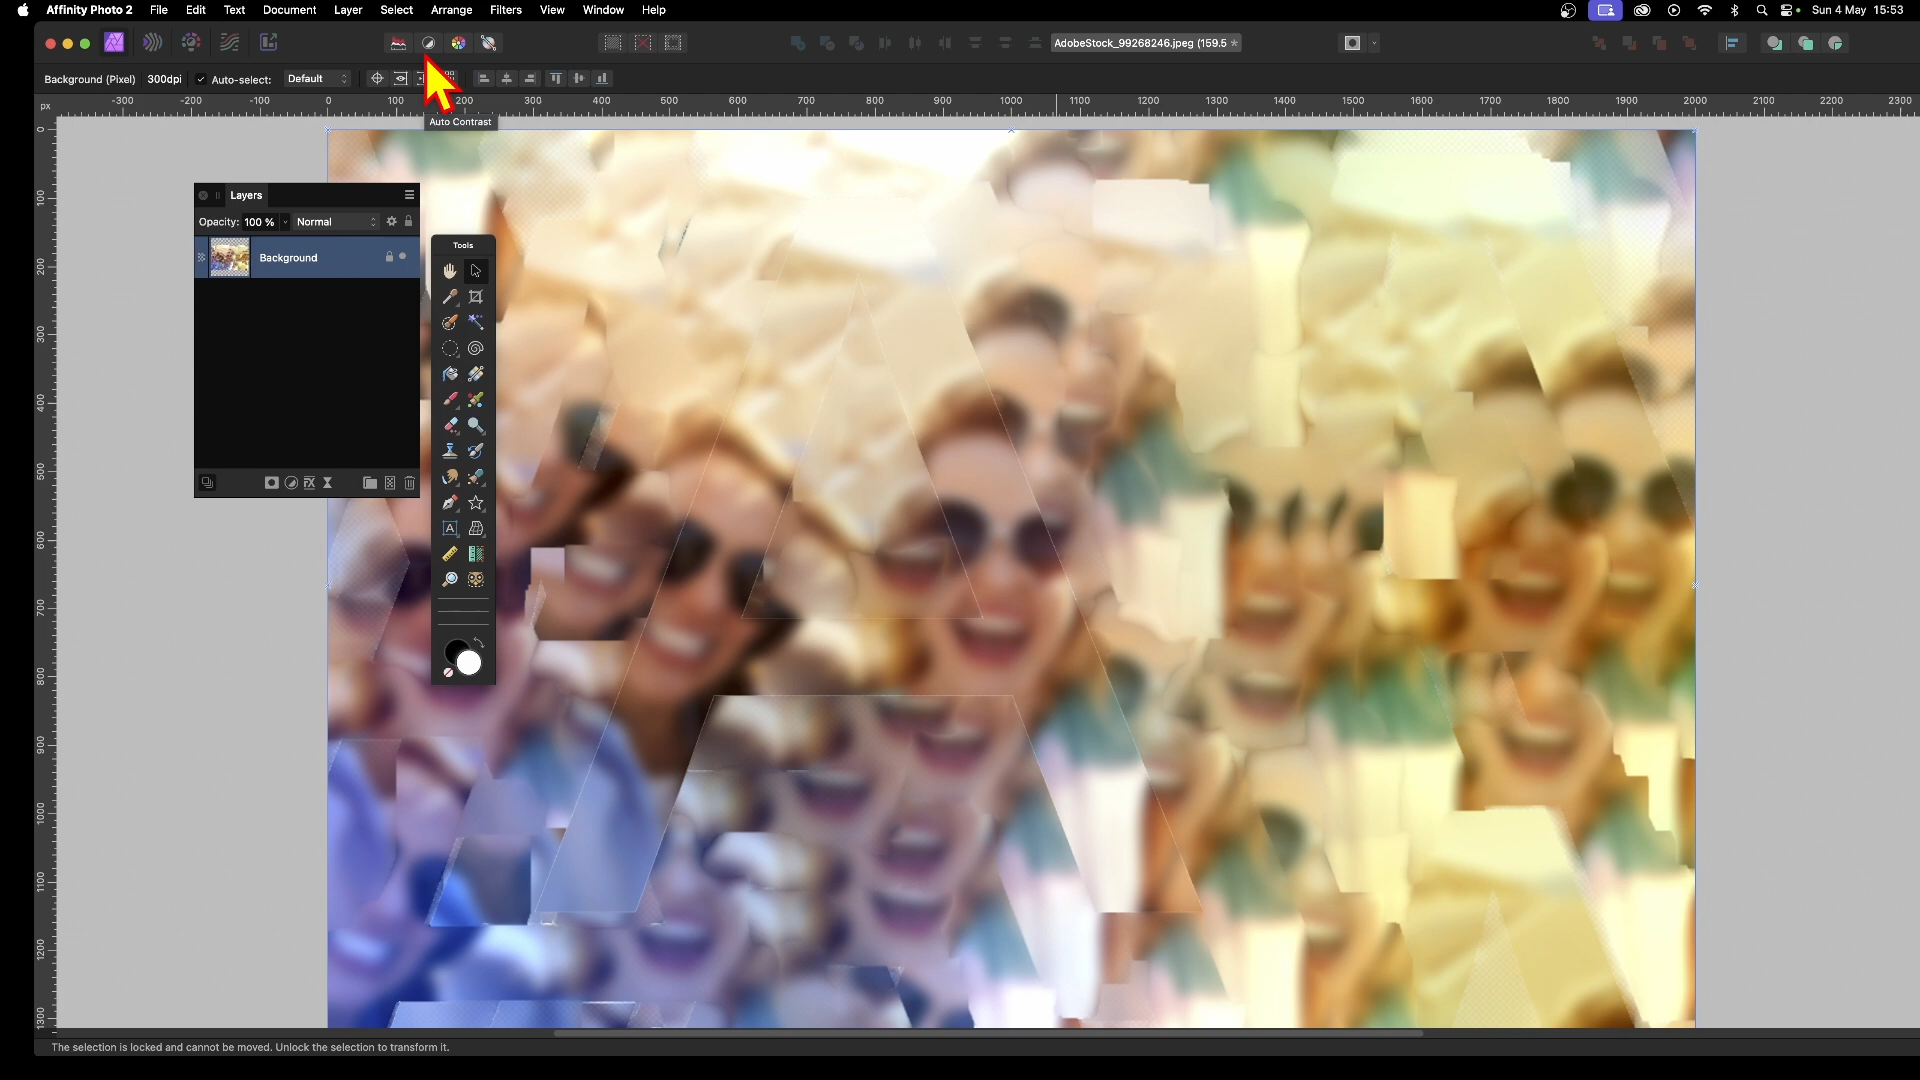 Affinity Photo 2 File Edit Text Document Layer Select Arrange Filters View Window Help Sun 4 May 15:53
AdobeStock_99268246.jpeg (159.5 *
Background (Pixel) 300dpi Auto-select: Default
px -300 -200 -100 0 100 200 300 400 500 600 700 800 900 1000 1100 1200 1300 1400 1500 1600 1700 1800 1900 2000 2100 2200 2300
Auto Contrast
0
100
200
300
400
500
600
700
800
900
1000
1100
1200
1300
Layers
Opacity: 100 % Normal
Background
Tools
A
The selection is locked and cannot be moved. Unlock the selection to transform it.